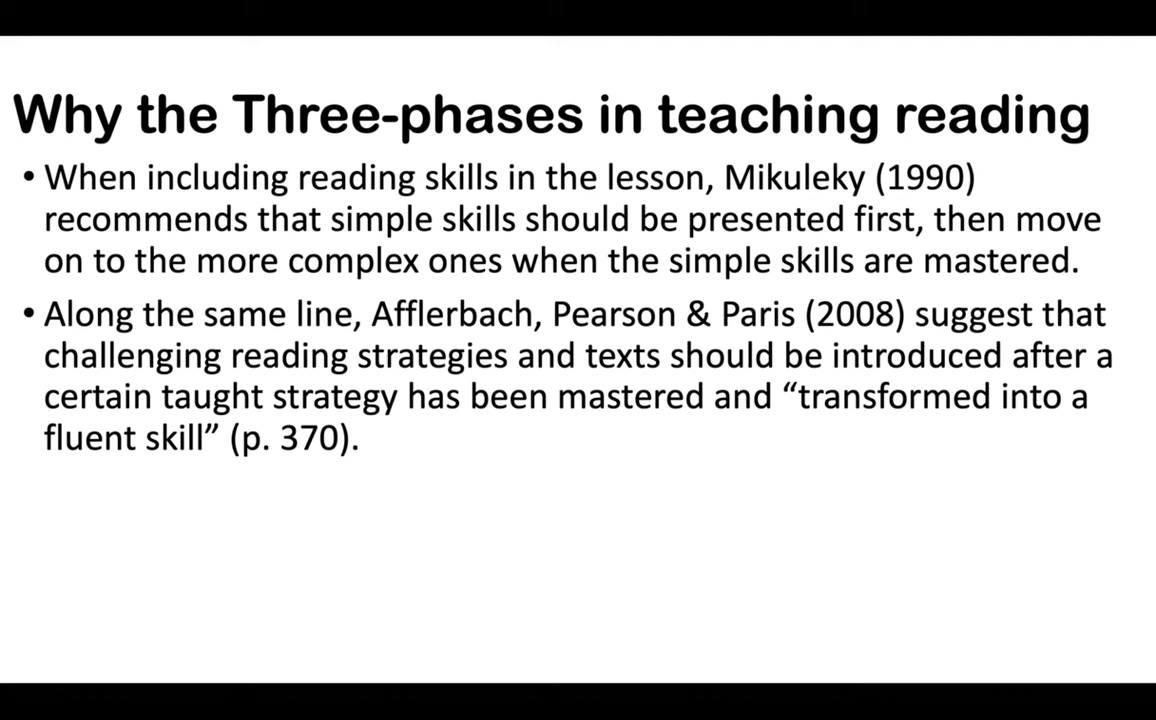 Why the Three-phases in teaching reading
• When including reading skills in the lesson, Mikuleky (1990)
recommends that simple skills should be presented first, then move
on to the more complex ones when the simple skills are mastered.
• Along the same line, Afflerbach, Pearson & Paris (2008) suggest that
challenging reading strategies and texts should be introduced after a
certain taught strategy has been mastered and “transformed into a
fluent skill” (p. 370).